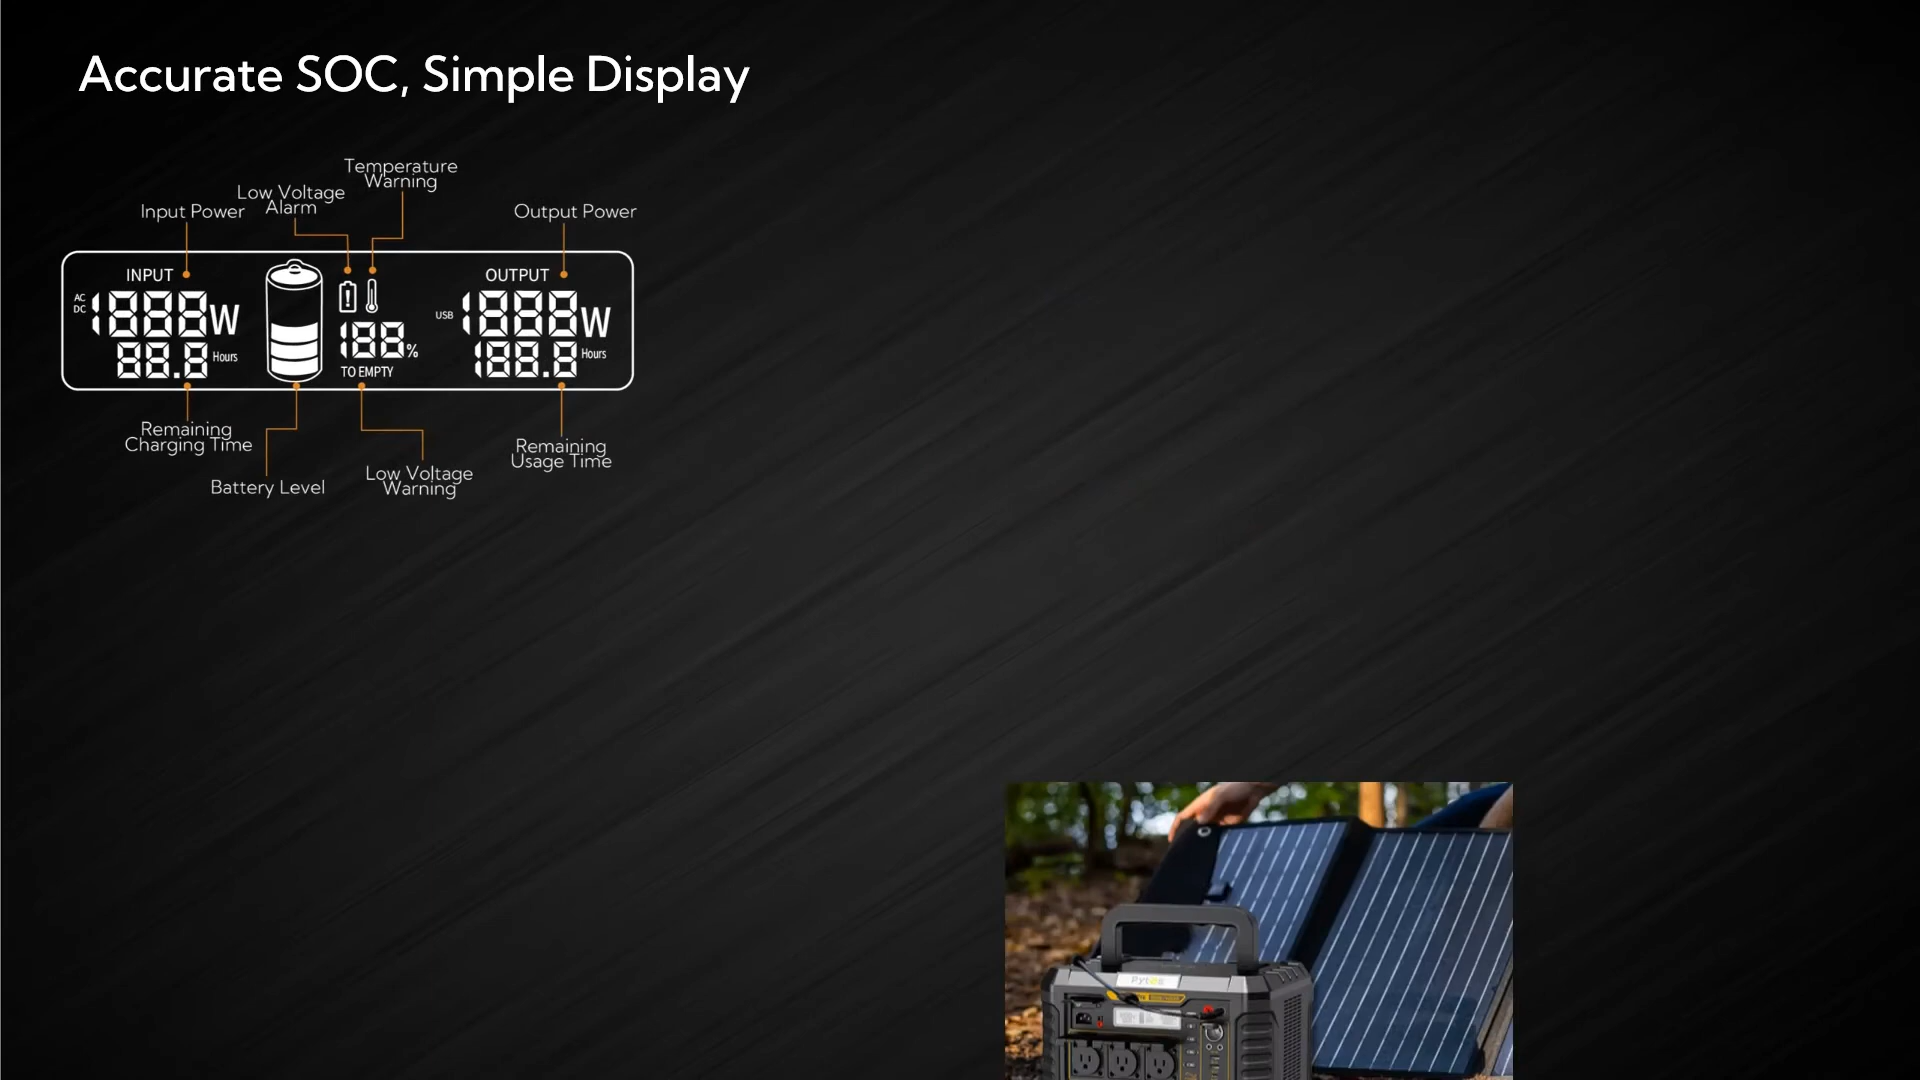 Accurate SOC, Simple Display
Temperature
Warning
Low Voltage
Alarm
Input Power
Output Power
INPUT
OUTPUT
AC
DC
1888W
USB
1888W
188%
88.8 Hours
188.8 Hours
TO EMPTY
Remaining
Charging Time
Remaining
Usage Time
Battery Level
Low Voltage
Warning